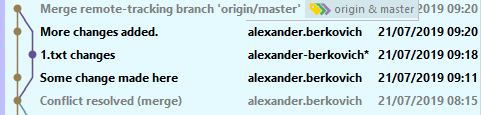 Merge remote-tracking branch 'origin/master' origin & master 21/07/2019 09:20
More changes added. alexander.berkovich 21/07/2019 09:20
1.txt changes alexander-berkovich* 21/07/2019 09:18
Some change made here alexander.berkovich 21/07/2019 09:11
Conflict resolved (merge) alexander.berkovich 21/07/2019 08:15